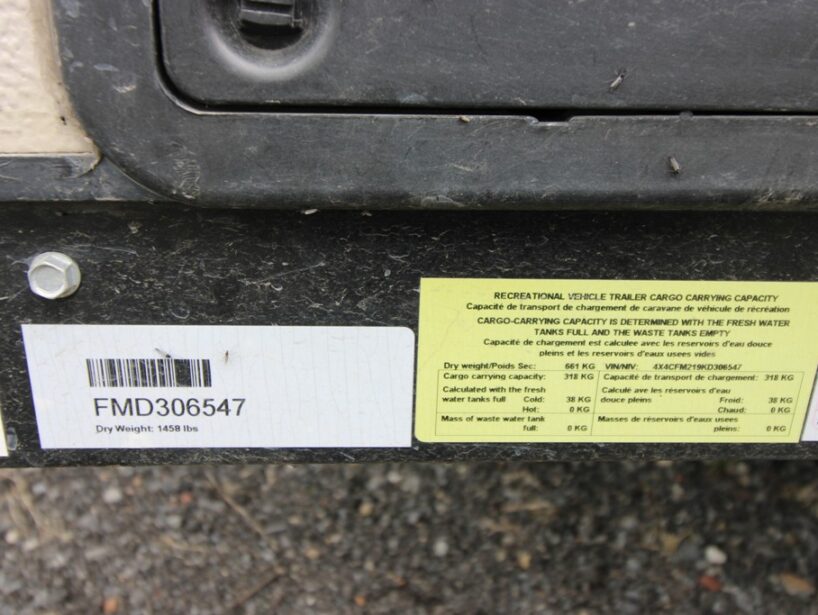 FMD306547
Dry Weight: 1458 lbs
RECREATIONAL VEHICLE TRAILER CARGO CARRYING CAPACITY
Capacité de transport de chargement de caravane de véhicule de récréation
CARGO-CARRYING CAPACITY IS DETERMINED WITH THE FRESH WATER
TANKS FULL AND THE WASTE TANKS EMPTY
Capacité de chargement est calculee avec les reservoirs d'eau douce
pleins et les reservoirs d'eaux usees vides
Dry weight/Poids Sec: 661 KG VIN/NIV: 4X4CFM219KD306547
Cargo carrying capacity: 318 KG Capacitie de transport de chargement: 318 KG
Calculated with the fresh Calculé ave les réservoirs d'eau
water tanks full Cold: 38 KG douce pleins : Froid: 38 KG
Hot: 0 KG Chaud: 0 KG
Mass of waste water tank Masses de réservoirs d'eaux usees
full: 0 KG pleins: 0 KG